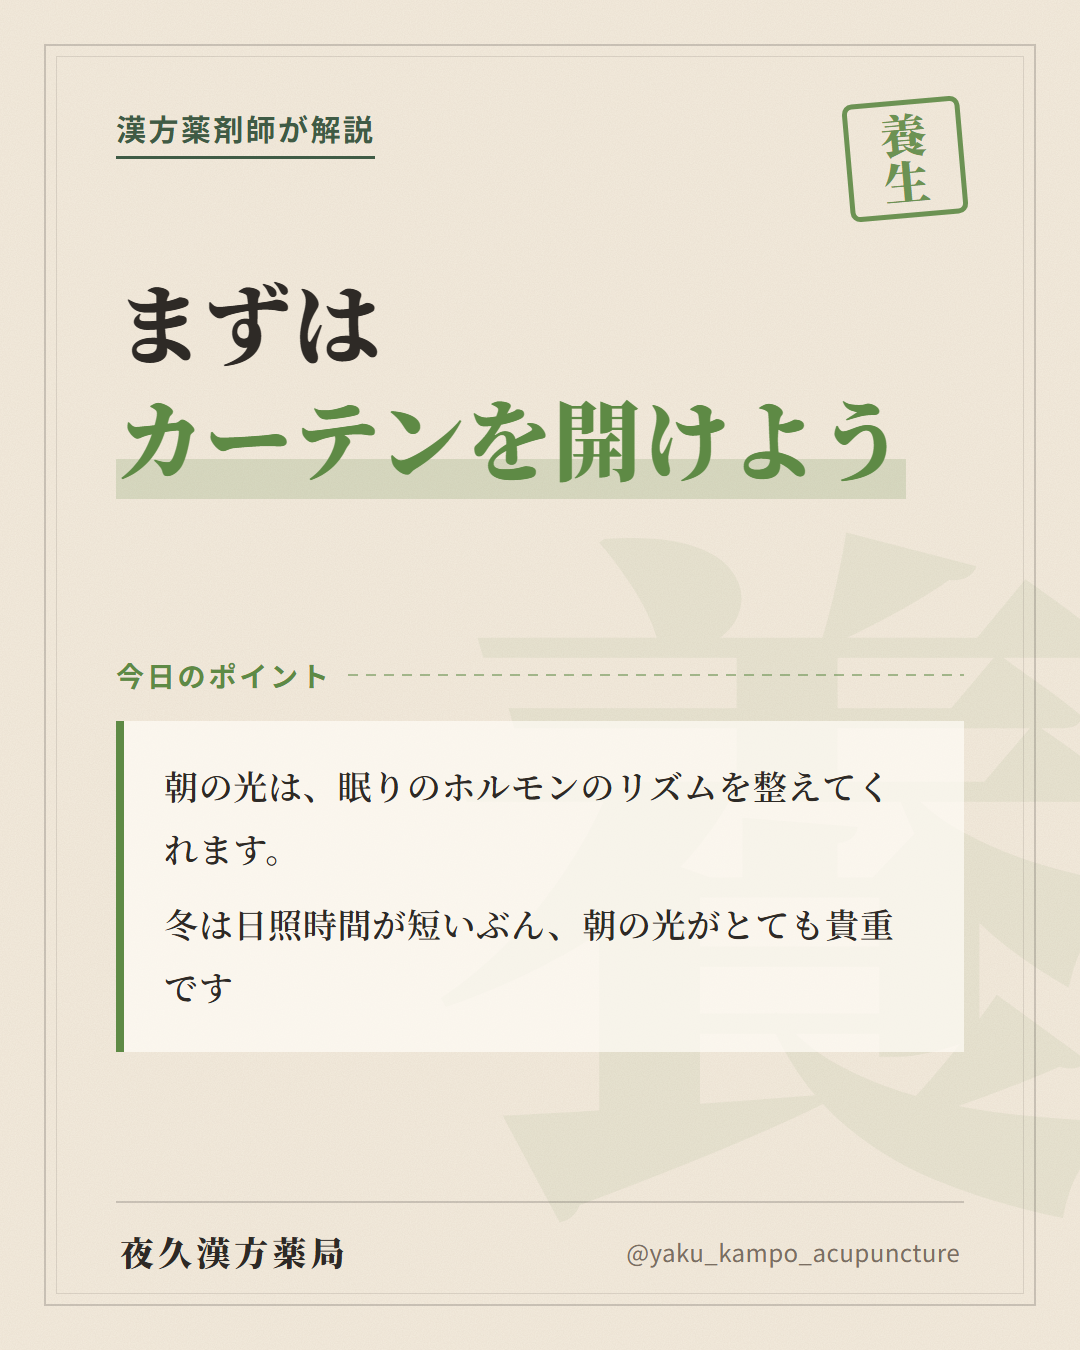 漢方薬剤師が解説
養
生
まずは
カーテンを開けよう
今日のポイント
朝の光は、眠りのホルモンのリズムを整えてく
れます。
冬は日照時間が短いぶん、朝の光がとても貴重
です
養
夜久漢方薬局
@yaku_kampo_acupuncture